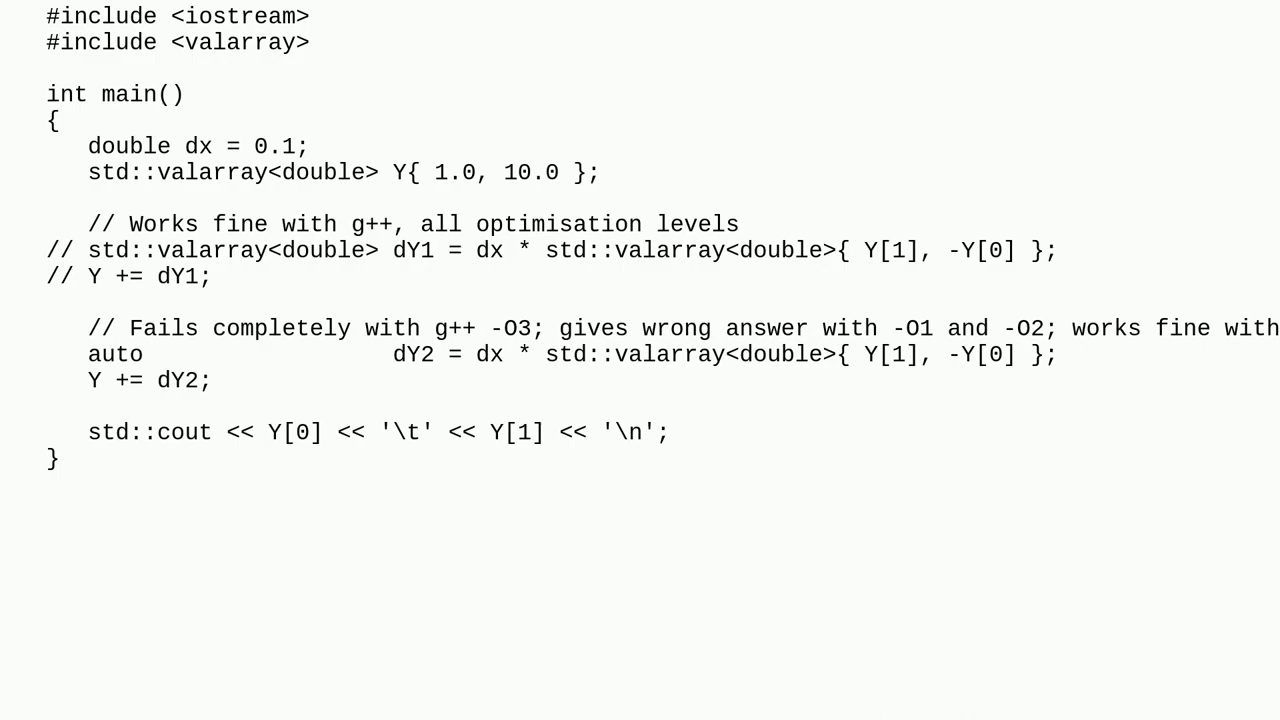 #include <iostream>
#include <valarray>
int main()
{
double dx = 0.1;
std::valarray<double> Y{ 1.0, 10.0 };
// Works fine with g++, all optimisation levels
// std::valarray<double> dY1 = dx * std::valarray<double>{ Y[1], -Y[0] };
// Y += dY1;
// Fails completely with g++ -O3; gives wrong answer with -O1 and -O2; works fine with
auto dY2 = dx * std::valarray<double>{ Y[1], -Y[0] };
Y += dY2;
std::cout << Y[0] << '\t' << Y[1] << '\n';
}